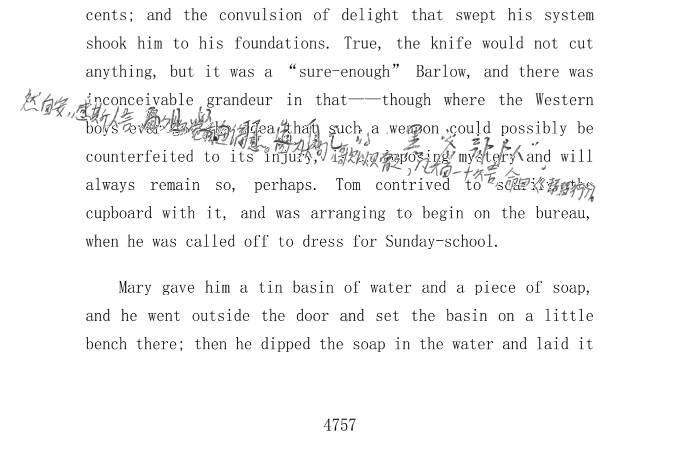 cents; and the convulsion of delight that swept his system
shook him to his foundations. True, the knife would not cut
anything, but it was a “sure-enough” Barlow, and there was
inconceivable grandeur in that——though where the Western
boys ever idea that such a weapon could possibly be
counterfeited to its injury, imposing mystery and will
always remain so, perhaps. Tom contrived to scarify the
cupboard with it, and was arranging to begin on the bureau,
when he was called off to dress for Sunday-school.
Mary gave him a tin basin of water and a piece of soap,
and he went outside the door and set the basin on a little
bench there; then he dipped the soap in the water and laid it
4757